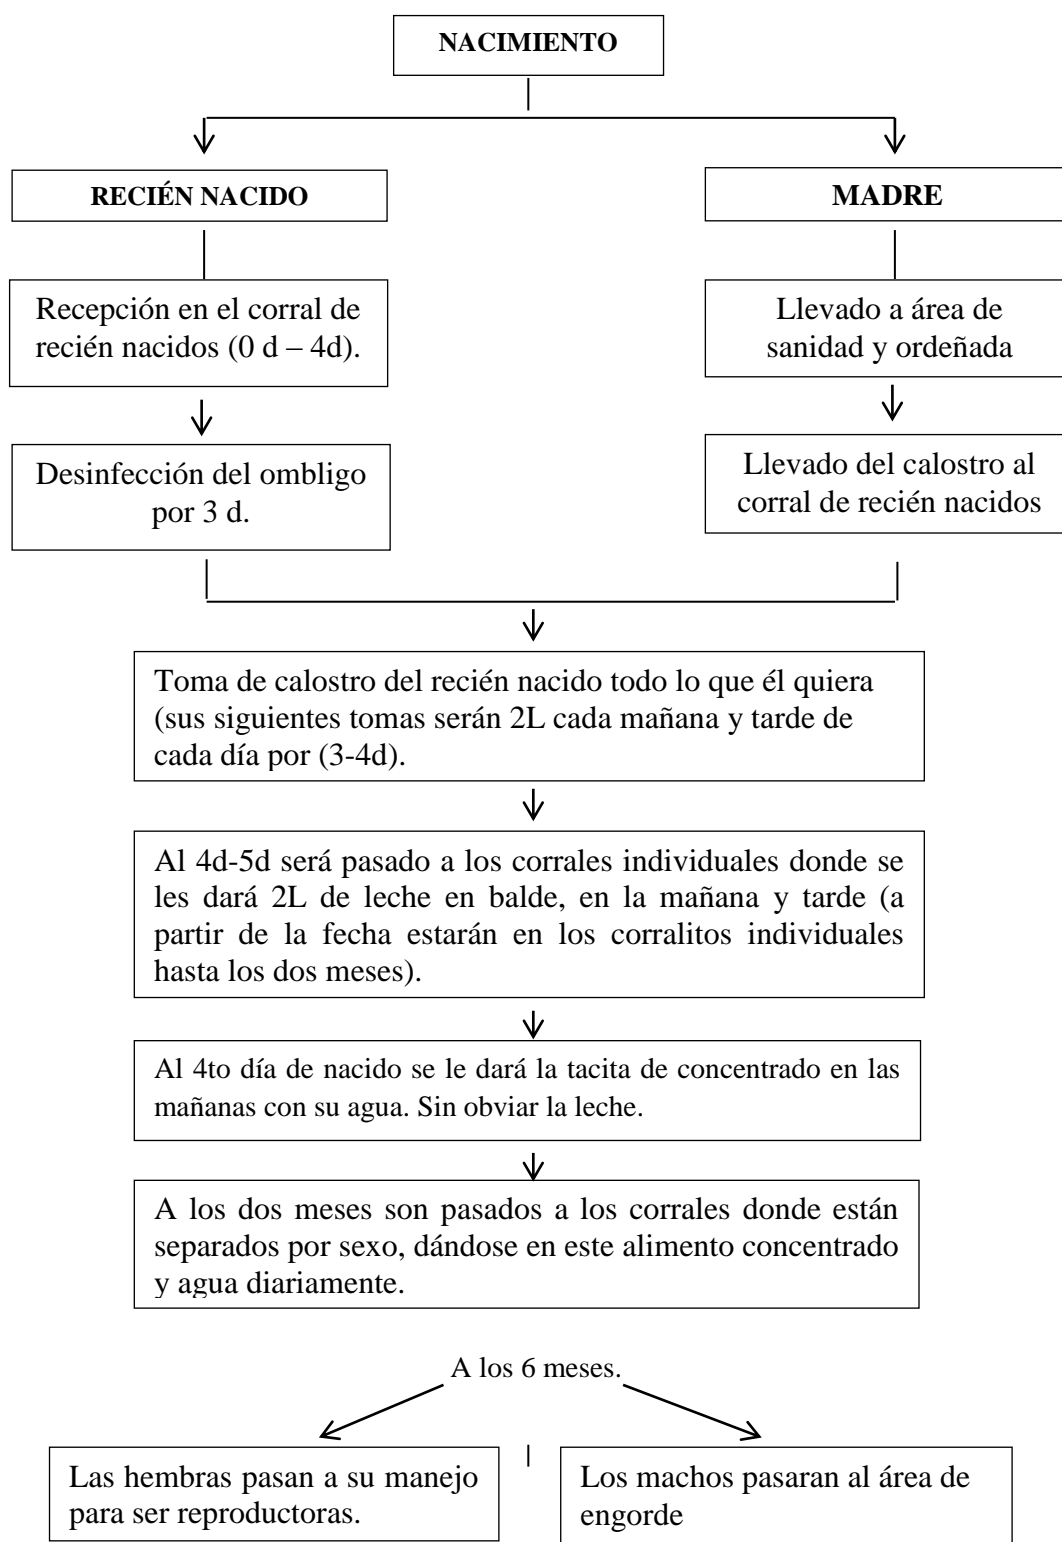 NACIMIENTO
RECIÉN NACIDO
MADRE
Recepción en el corral de
recién nacidos (0 d – 4d).
Llevado a área de
sanidad y ordeñada
Desinfección del ombligo
por 3 d.
Llevado del calostro al
corral de recién nacidos
Toma de calostro del recién nacido todo lo que él quiera
(sus siguientes tomas serán 2L cada mañana y tarde de
cada día por (3-4d).
Al 4d-5d será pasado a los corrales individuales donde se
les dará 2L de leche en balde, en la mañana y tarde (a
partir de la fecha estarán en los corralitos individuales
hasta los dos meses).
Al 4to día de nacido se le dará la tacita de concentrado en las
mañanas con su agua. Sin obviar la leche.
A los dos meses son pasados a los corrales donde están
separados por sexo, dándose en este alimento concentrado
y agua diariamente.
A los 6 meses.
Las hembras pasan a su manejo
para ser reproductoras.
Los machos pasaran al área de
engorde